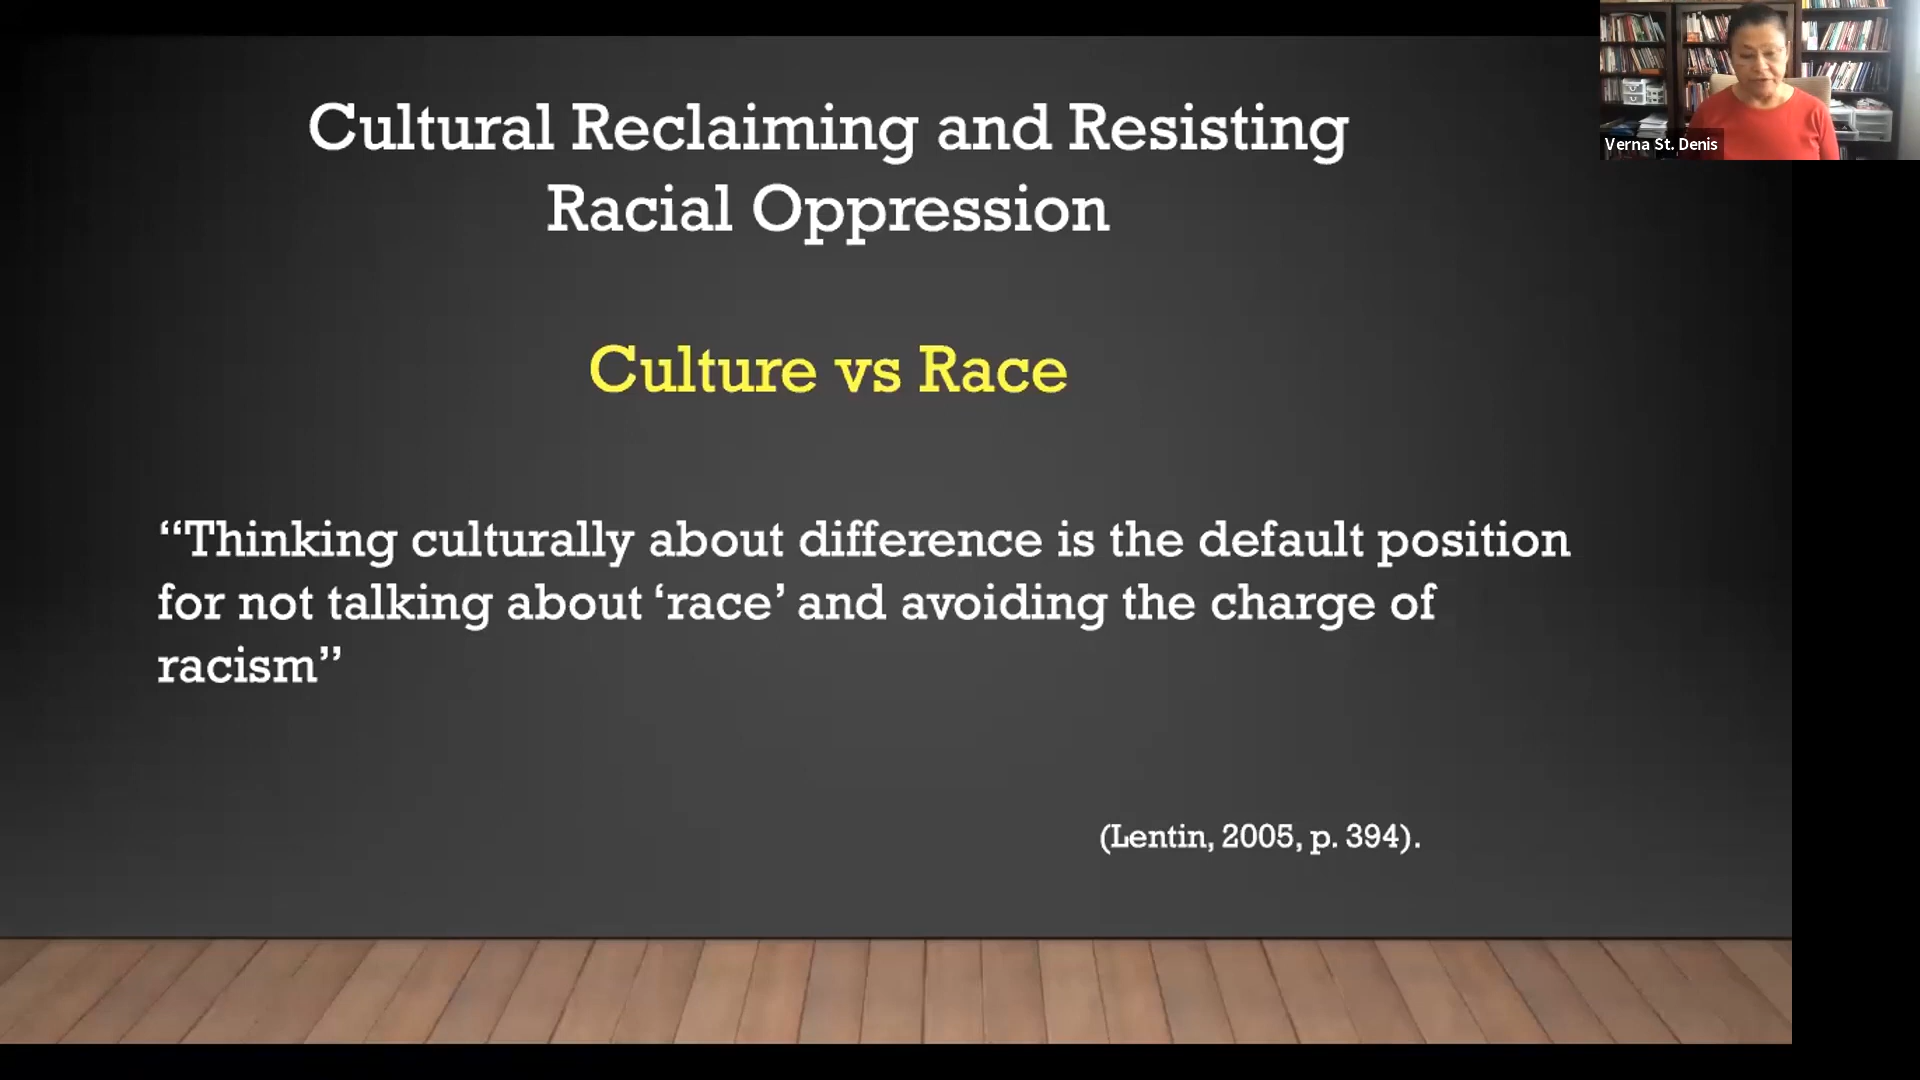 Cultural Reclaiming and Resisting
Racial Oppression
Culture vs Race
“Thinking culturally about difference is the default position
for not talking about ‘race’ and avoiding the charge of
racism”
(Lentin, 2005, p. 394).
Verna St. Denis